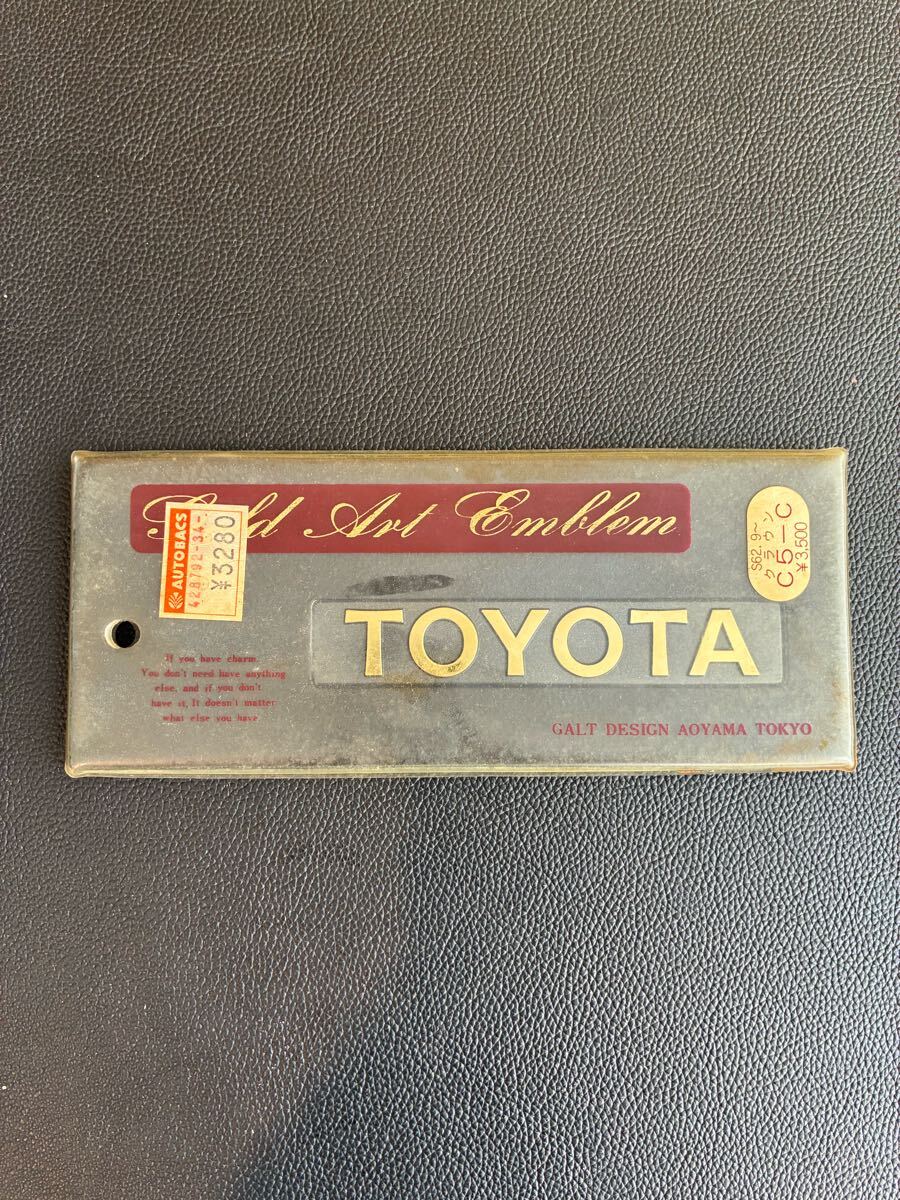 Gold Art Emblem
AUTOBACS
428792-34-
¥3280
S62.9~
クラウン
C5-C
¥3,500
TOYOTA
If you have charm.
You don't need have anything
else, and if you don't
have it, It doesn't matter
what else you have
GALT DESIGN AOYAMA TOKYO